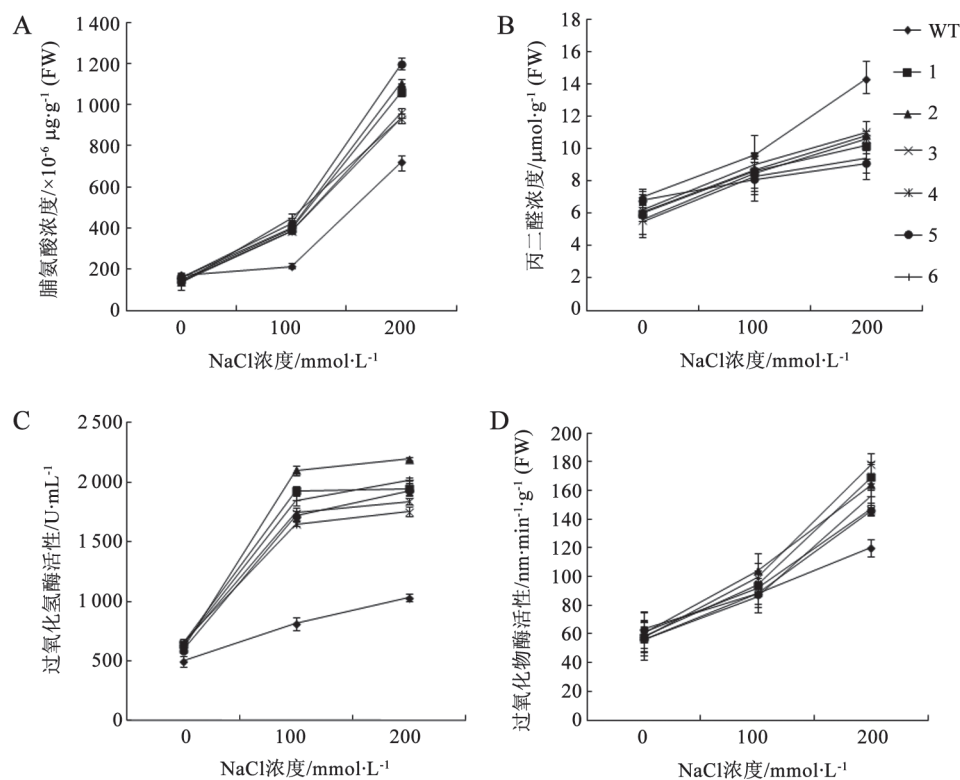 A
脯氨酸浓度/×10⁻⁶ μg·g⁻¹ (FW)
1 400
1 200
1 000
800
600
400
200
0
0 100 200
NaCl浓度/mmol·L⁻¹
B
丙二醛浓度/μmol·g⁻¹ (FW)
18
16
14
12
10
8
6
4
2
0
0 100 200
NaCl浓度/mmol·L⁻¹
WT
1
2
3
4
5
6
C
过氧化氢酶活性/U·mL⁻¹
2 500
2 000
1 500
1 000
500
0
0 100 200
NaCl浓度/mmol·L⁻¹
D
过氧化物酶活性/nm·min⁻¹·g⁻¹ (FW)
200
180
160
140
120
100
80
60
40
20
0
0 100 200
NaCl浓度/mmol·L⁻¹